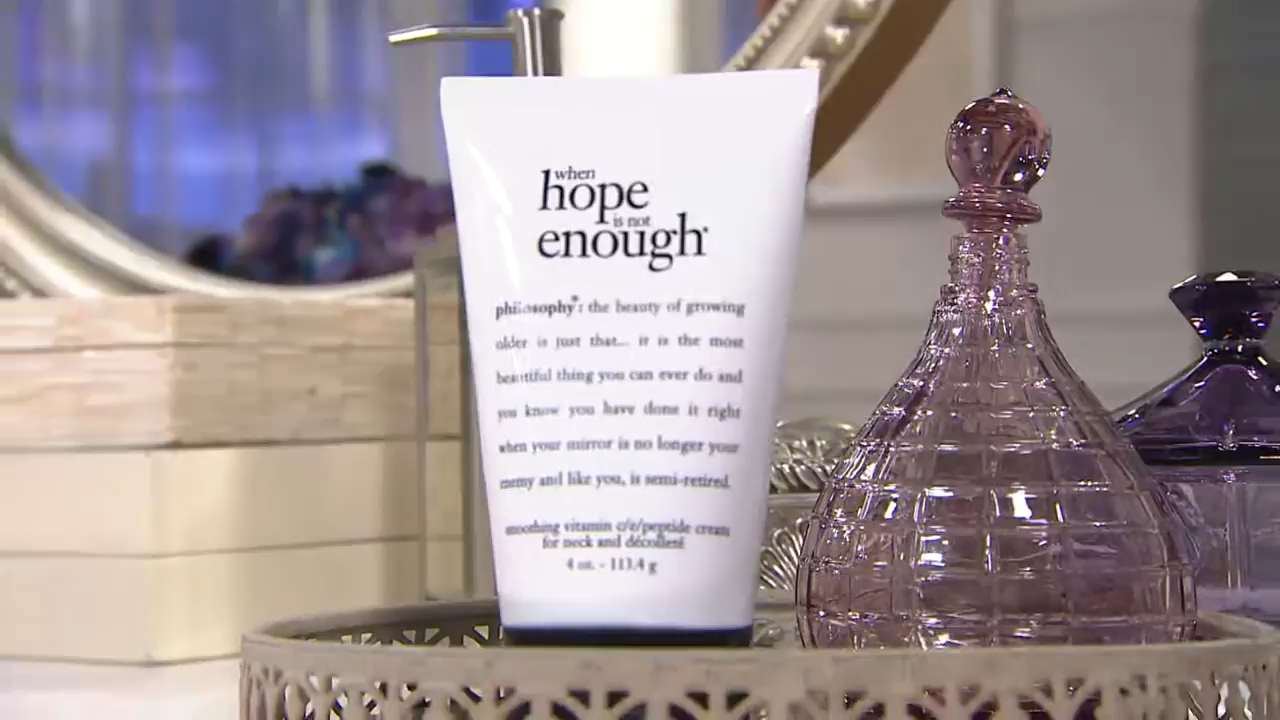 when
hope
is not
enough®
philosophy®: the beauty of growing
older is just that... it is the most
beautiful thing you can ever do and
you know you have done it right
when your mirror is no longer your
enemy and like you, is semi-retired.
smoothing vitamin c/e/peptide cream
for neck and décolleté
4 oz. - 113.4 g